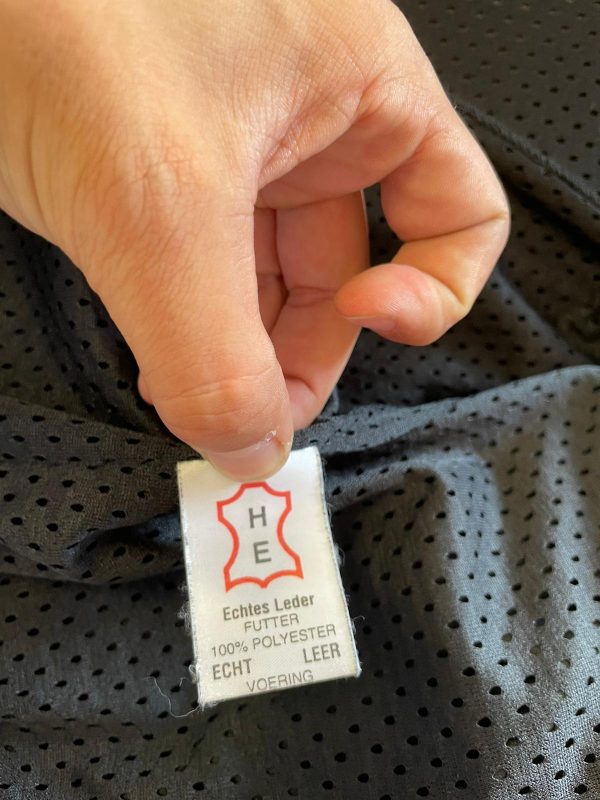 H
E
Echtes Leder
FUTTER
100% POLYESTER
ECHT LEER
VOERING